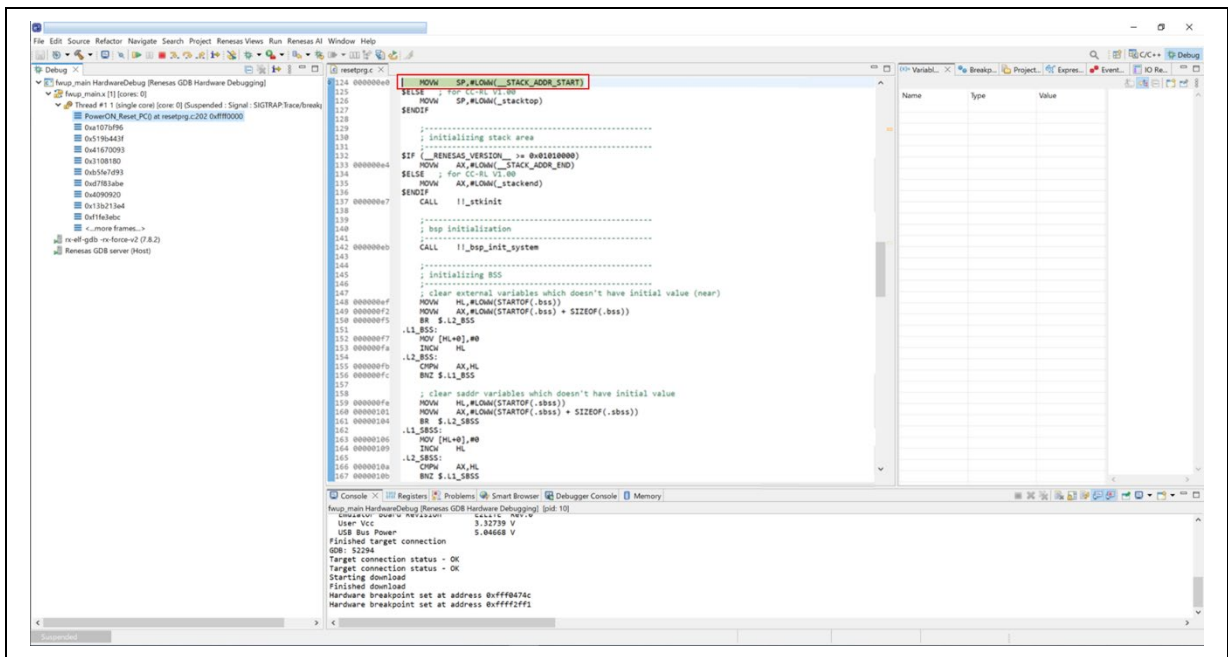 File Edit Source Refactor Navigate Search Project Renesas Views Run Renesas AI Window Help
C/C++ Debug
Debug
fwup_main HardwareDebug [Renesas GDB Hardware Debugging]
fwup_main.x [1] [cores: 0]
Thread #1 1 (single core) [core: 0] (Suspended : Signal : SIGTRAP:Trace/breakp
PowerON_Reset_PC() at resetprg.c:202 0xffff0000
0xa107bf96
0x519b443f
0x41670093
0x3108180
0xb5fe7d93
0xd7f83abe
0x4090920
0x13b213e4
0xf1fe3ebc
<...more frames...>
rx-elf-gdb -rx-force-v2 (7.8.2)
Renesas GDB server (Host)
resetprg.c
124 000000e0 MOVW SP,#LOWW(__STACK_ADDR_START)
125 $ELSE ; for CC-RL V1.00
126 MOVW SP,#LOWW(_stacktop)
127 $ENDIF
128
129 ;--------------------------------------------------
130 ; initializing stack area
131 ;--------------------------------------------------
132 $IF (__RENESAS_VERSION__ >= 0x01010000)
133 000000e4 MOVW AX,#LOWW(__STACK_ADDR_END)
134 $ELSE ; for CC-RL V1.00
135 MOVW AX,#LOWW(_stackend)
136 $ENDIF
137 000000e7 CALL !!_stkinit
138
139 ;--------------------------------------------------
140 ; bsp initialization
141 ;--------------------------------------------------
142 000000eb CALL !!_bsp_init_system
143
144 ;--------------------------------------------------
145 ; initializing BSS
146 ;--------------------------------------------------
147 ; clear external variables which doesn't have initial value (near)
148 000000ef MOVW HL,#LOWW(STARTOF(.bss))
149 000000f2 MOVW AX,#LOWW(STARTOF(.bss) + SIZEOF(.bss))
150 000000f5 BR $.L2_BSS
151 .L1_BSS:
152 000000f7 MOV [HL+0],#0
153 000000fa INCW HL
154 .L2_BSS:
155 000000fb CMPW AX,HL
156 000000fc BNZ $.L1_BSS
157
158 ; clear saddr variables which doesn't have initial value
159 000000fe MOVW HL,#LOWW(STARTOF(.sbss))
160 00000101 MOVW AX,#LOWW(STARTOF(.sbss) + SIZEOF(.sbss))
161 00000104 BR $.L2_SBSS
162 .L1_SBSS:
163 00000106 MOV [HL+0],#0
164 00000109 INCW HL
165 .L2_SBSS:
166 0000010a CMPW AX,HL
167 0000010b BNZ $.L1_SBSS
Variabl... Breakp... Project... Expres... Event... IO Re...
Name Type Value
Console Registers Problems Smart Browser Debugger Console Memory
fwup_main HardwareDebug [Renesas GDB Hardware Debugging] [pid: 10]
User Vcc 3.32739 V
USB Bus Power 5.04668 V
Finished target connection
GDB: 52294
Target connection status - OK
Target connection status - OK
Starting download
Finished download
Hardware breakpoint set at address 0xfff0474c
Hardware breakpoint set at address 0xffff2ff1
Suspended